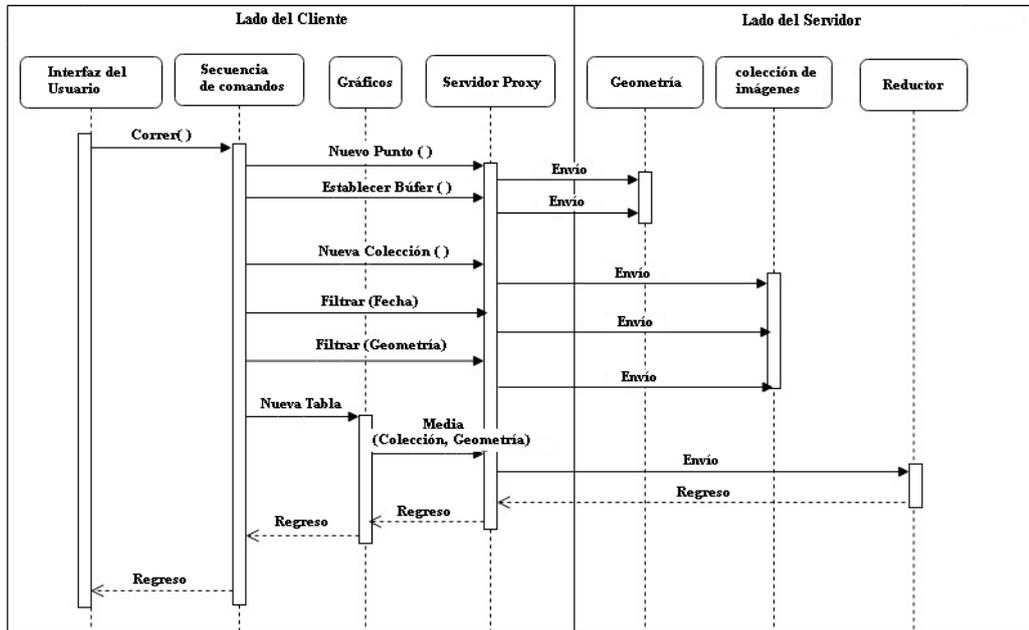 Lado del Cliente
Lado del Servidor
Interfaz del
Usuario
Secuencia
de comandos
Gráficos
Servidor Proxy
Geometría
colección de
imágenes
Reductor
Correr( )
Nuevo Punto ( )
Envío
Establecer Búfer ( )
Envío
Nueva Colección ( )
Envío
Filtrar (Fecha)
Envío
Filtrar (Geometría)
Envío
Nueva Tabla
Media
(Colección, Geometría)
Envío
Regreso
Regreso
Regreso
Regreso